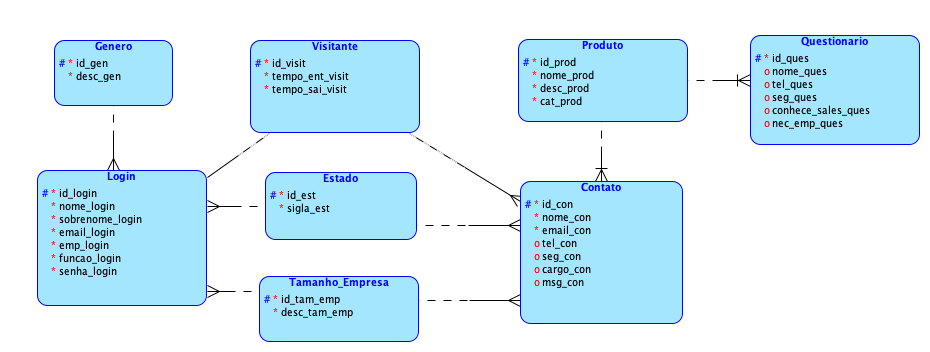 Genero
# * id_gen
* desc_gen
Visitante
# * id_visit
* tempo_ent_visit
* tempo_sai_visit
Produto
# * id_prod
* nome_prod
* desc_prod
* cat_prod
Questionario
# * id_ques
o nome_ques
o tel_ques
o seg_ques
o conhece_sales_ques
o nec_emp_ques
Login
# * id_login
* nome_login
* sobrenome_login
* email_login
* emp_login
* funcao_login
* senha_login
Estado
# * id_est
* sigla_est
Contato
# * id_con
* nome_con
* email_con
o tel_con
o seg_con
o cargo_con
o msg_con
Tamanho_Empresa
# * id_tam_emp
* desc_tam_emp